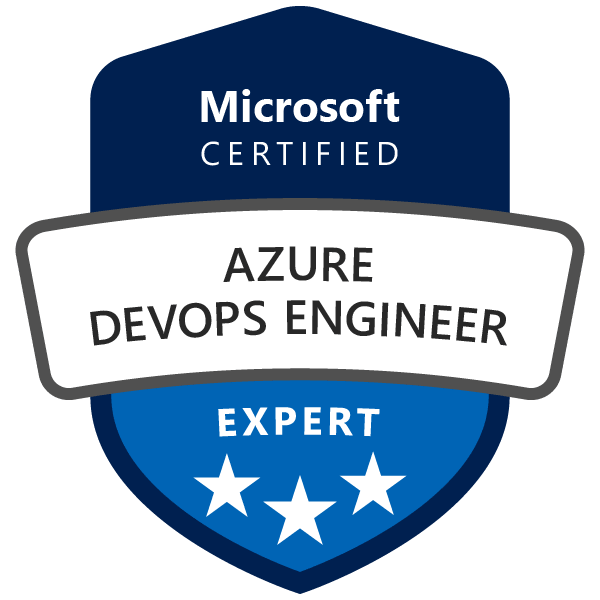 Microsoft
CERTIFIED
AZURE
DEVOPS ENGINEER
EXPERT